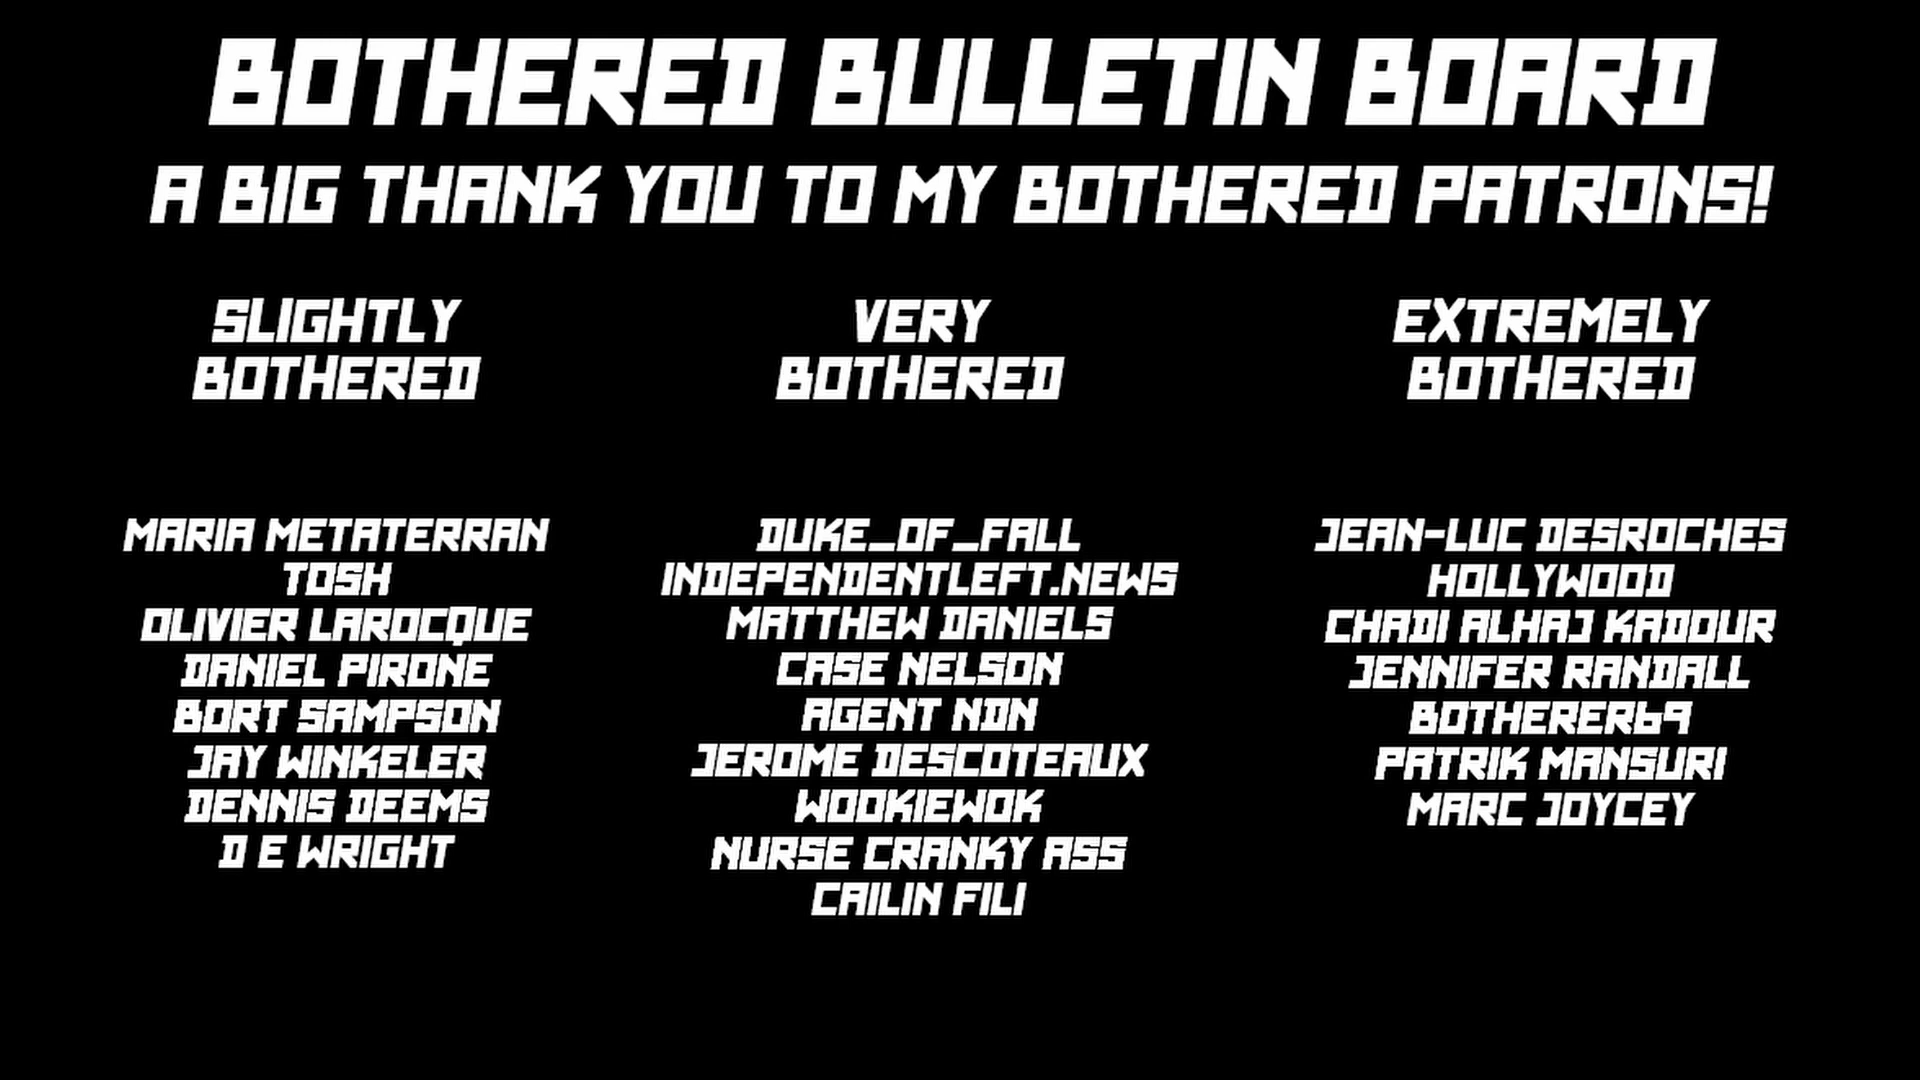 BOTHERED BULLETIN BOARD
A BIG THANK YOU TO MY BOTHERED PATRONS!
SLIGHTLY
BOTHERED
MARIA METATERRAN
TOSH
OLIVIER LAROCQUE
DANIEL PIRONE
BORT SAMPSON
JAY WINKELER
DENNIS DEEMS
D E WRIGHT
VERY
BOTHERED
DUKE_OF_FALL
INDEPENDENTLEFT.NEWS
MATTHEW DANIELS
CASE NELSON
AGENT NDN
JEROME DESCOTEAUX
WOOKIEWOK
NURSE CRANKY ASS
CAILIN FILI
EXTREMELY
BOTHERED
JEAN-LUC DESROCHES
HOLLYWOOD
CHADI ALHAJ KADOUR
JENNIFER RANDALL
BOTHERER69
PATRIK MANSURI
MARC JOYCEY